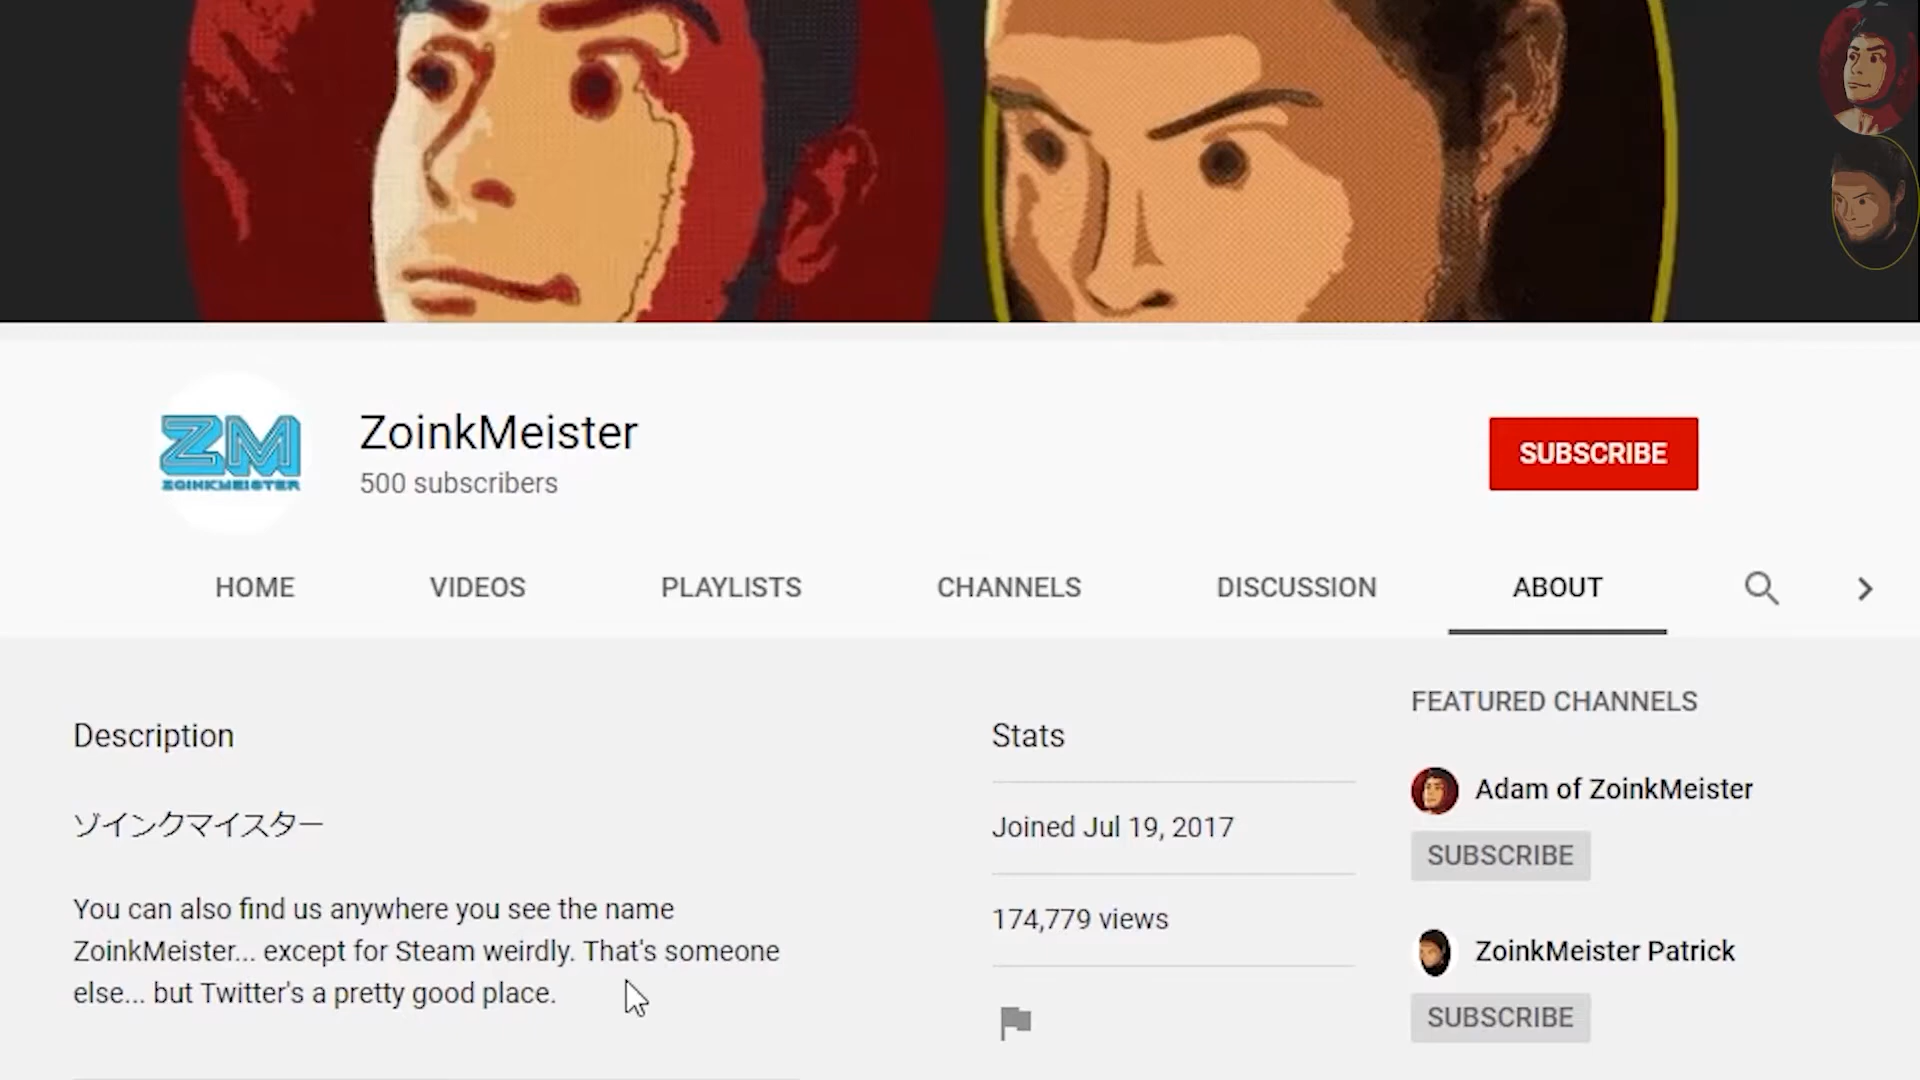 ZM
ZOINKMEISTER
ZoinkMeister
500 subscribers
SUBSCRIBE
HOME
VIDEOS
PLAYLISTS
CHANNELS
DISCUSSION
ABOUT
Description
ゾインクマイスター
You can also find us anywhere you see the name
ZoinkMeister... except for Steam weirdly. That's someone
else... but Twitter's a pretty good place.
Stats
Joined Jul 19, 2017
174,779 views
FEATURED CHANNELS
Adam of ZoinkMeister
SUBSCRIBE
ZoinkMeister Patrick
SUBSCRIBE